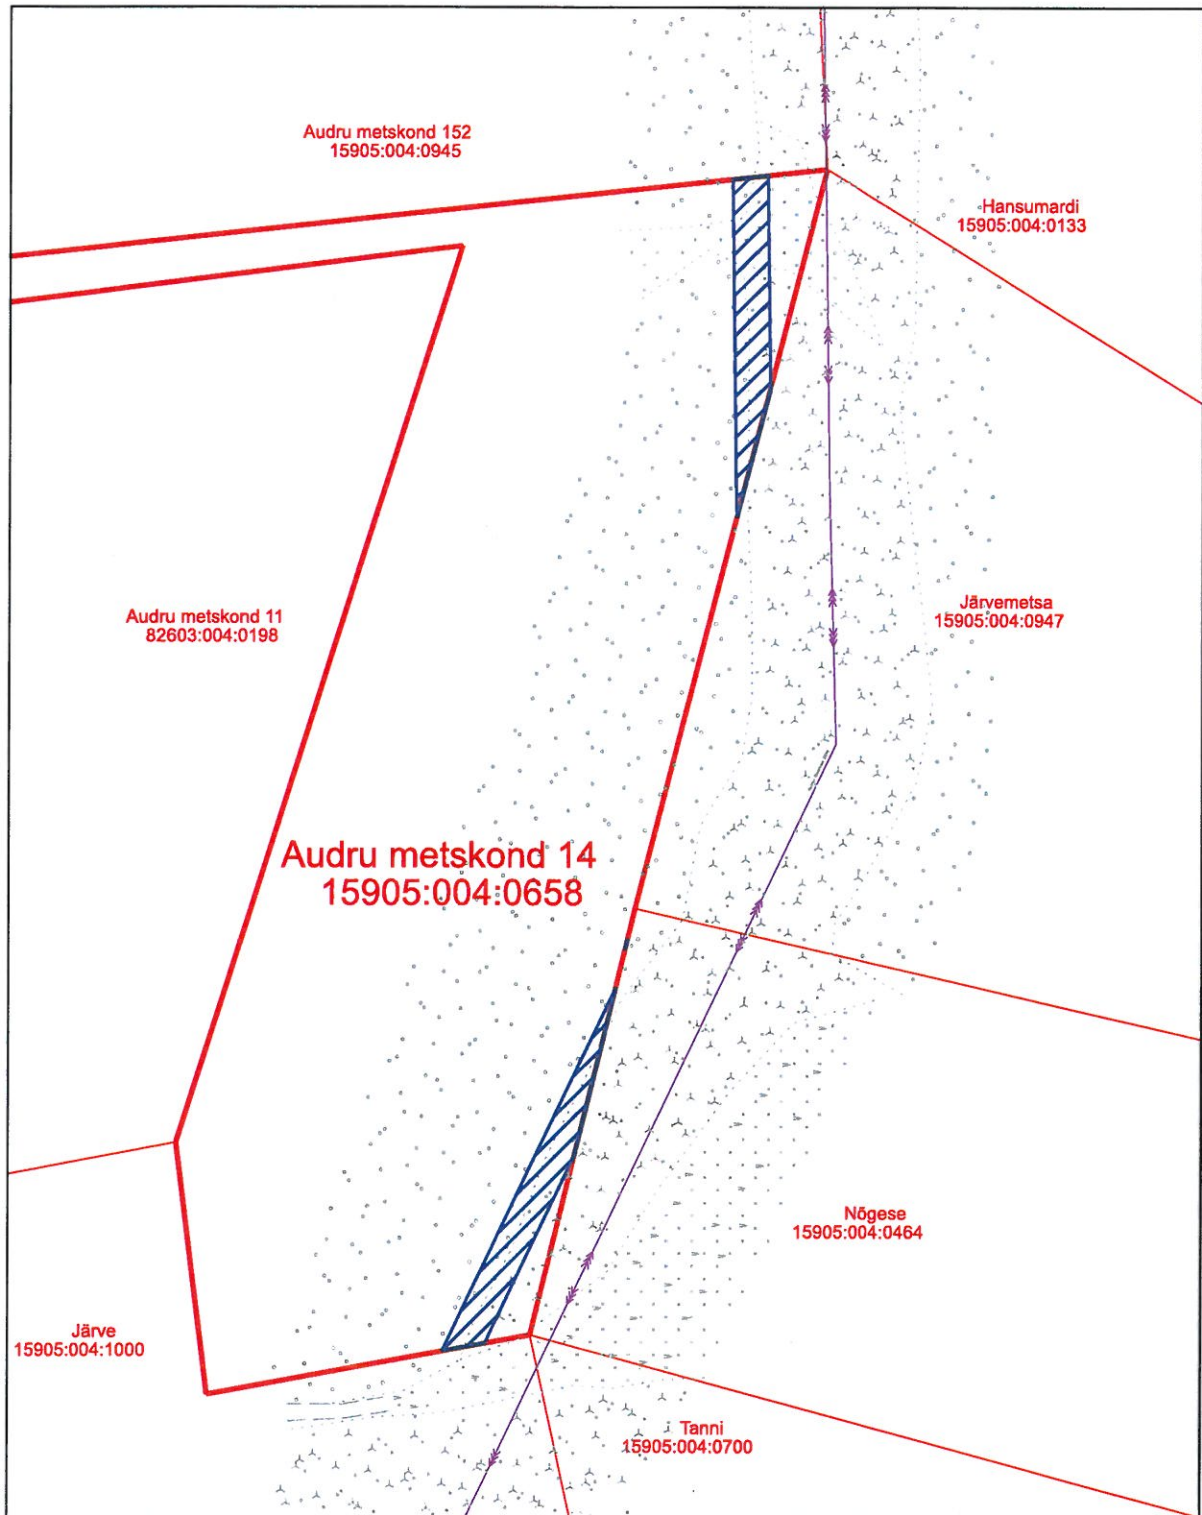 Audru metskond 152
15905:004:0945
Hansumardi
15905:004:0133
Audru metskond 11
82603:004:0198
Järvemetsa
15905:004:0947
Audru metskond 14
15905:004:0658
Nõgese
15905:004:0464
Järve
15905:004:1000
Tanni
15905:004:0700